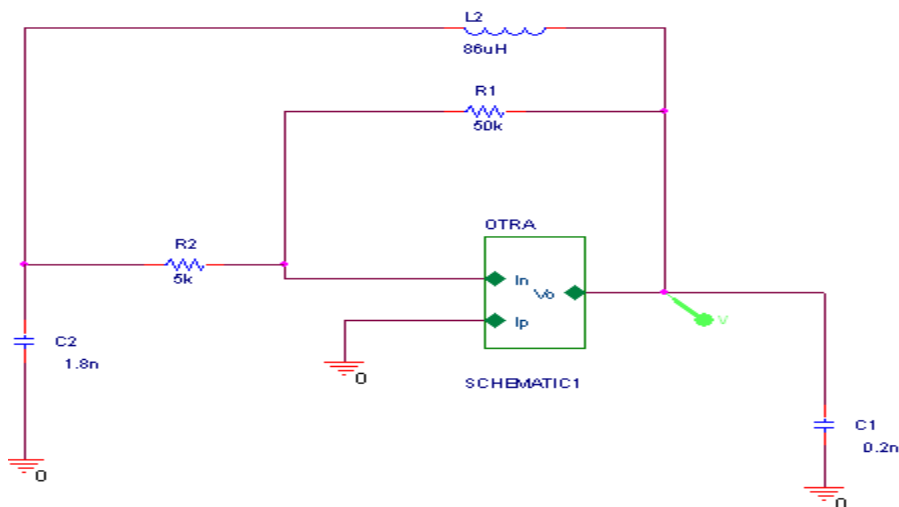 L2
86uH
R1
50k
OTRA
R2
5k
In
Vo
Ip
V
C2
1.8n
0
SCHEMATIC1
C1
0.2n
0
0